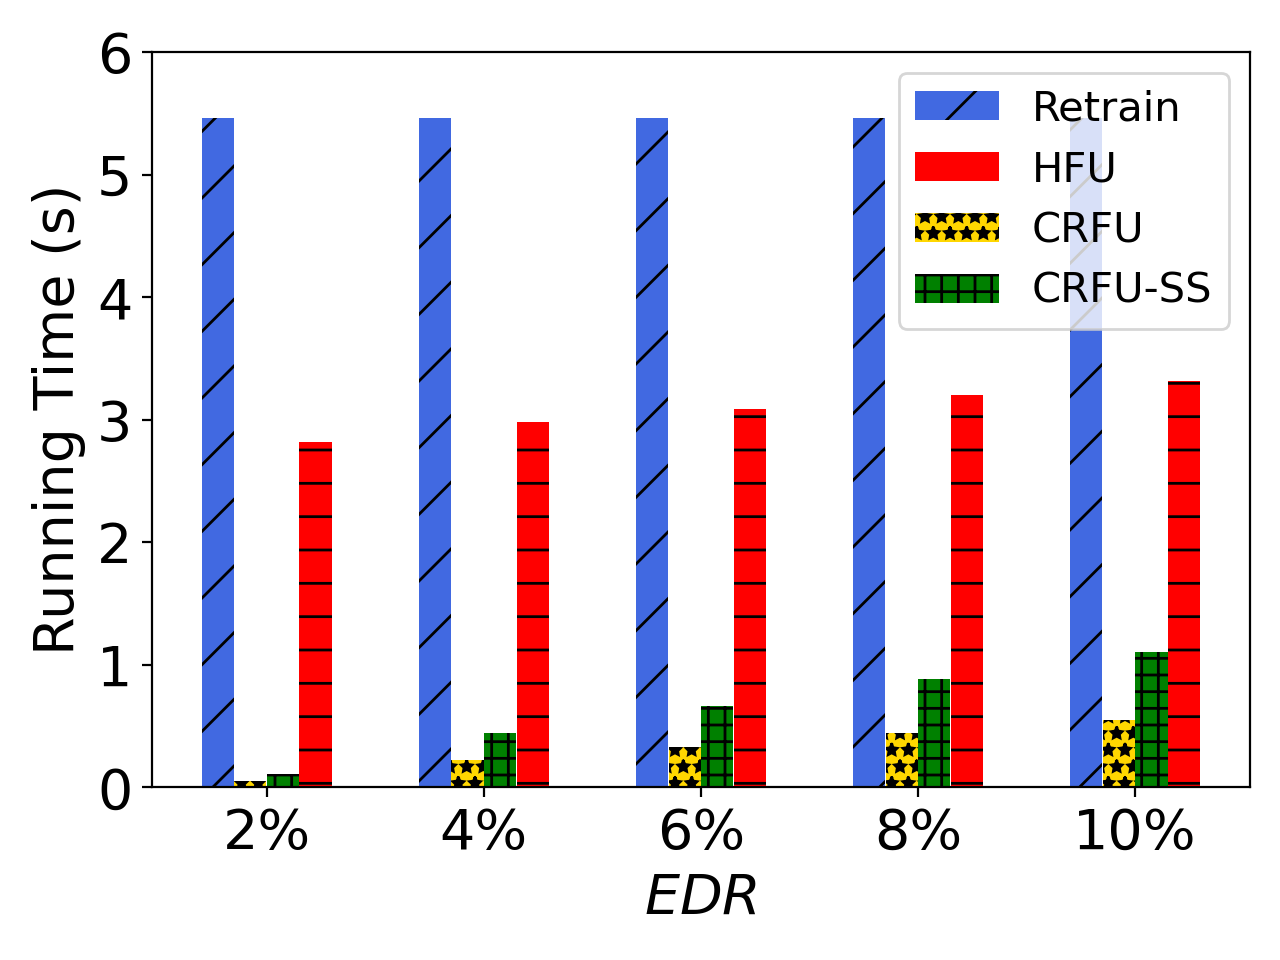 Running Time (s)
6
5
4
3
2
1
0
Retrain
HFU
CRFU
CRFU-SS
2% 4% 6% 8% 10%
EDR